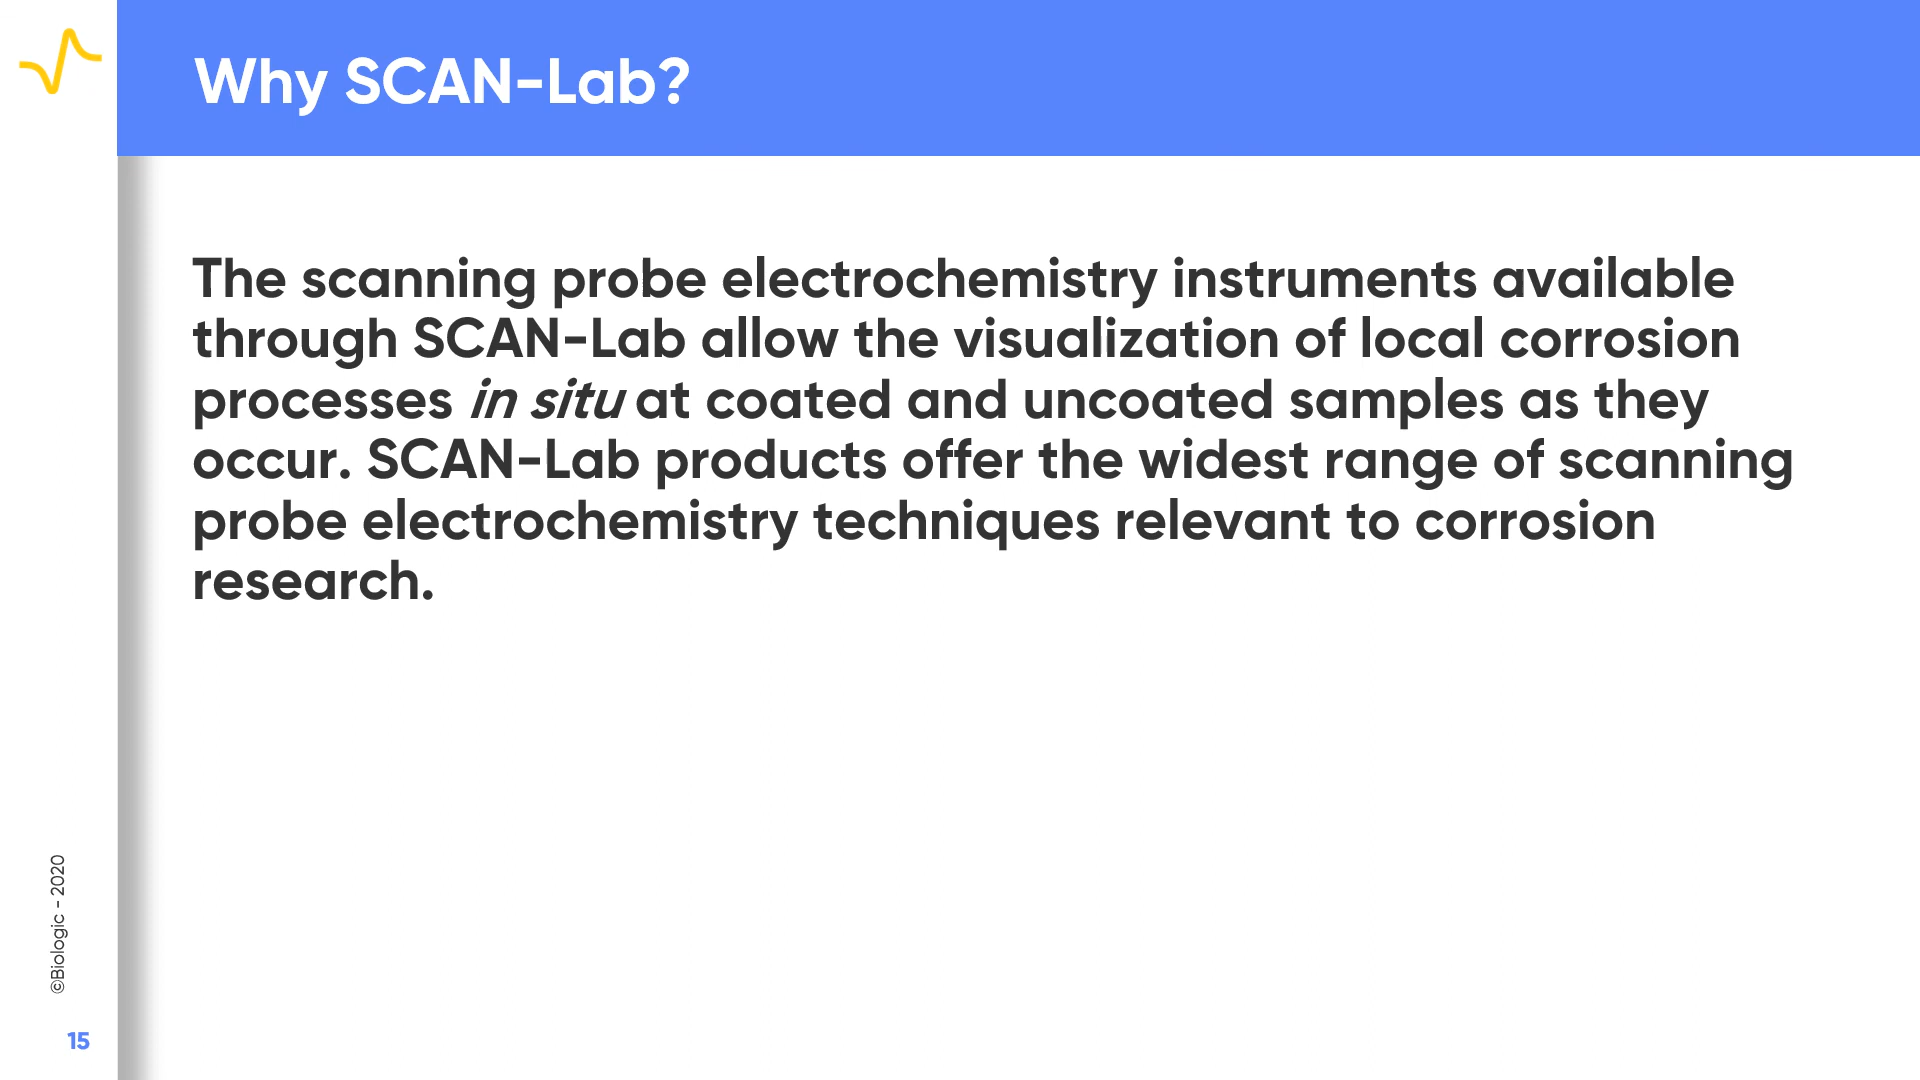 Why SCAN-Lab?
The scanning probe electrochemistry instruments available
through SCAN-Lab allow the visualization of local corrosion
processes in situ at coated and uncoated samples as they
occur. SCAN-Lab products offer the widest range of scanning
probe electrochemistry techniques relevant to corrosion
research.
©Biologic - 2020
15